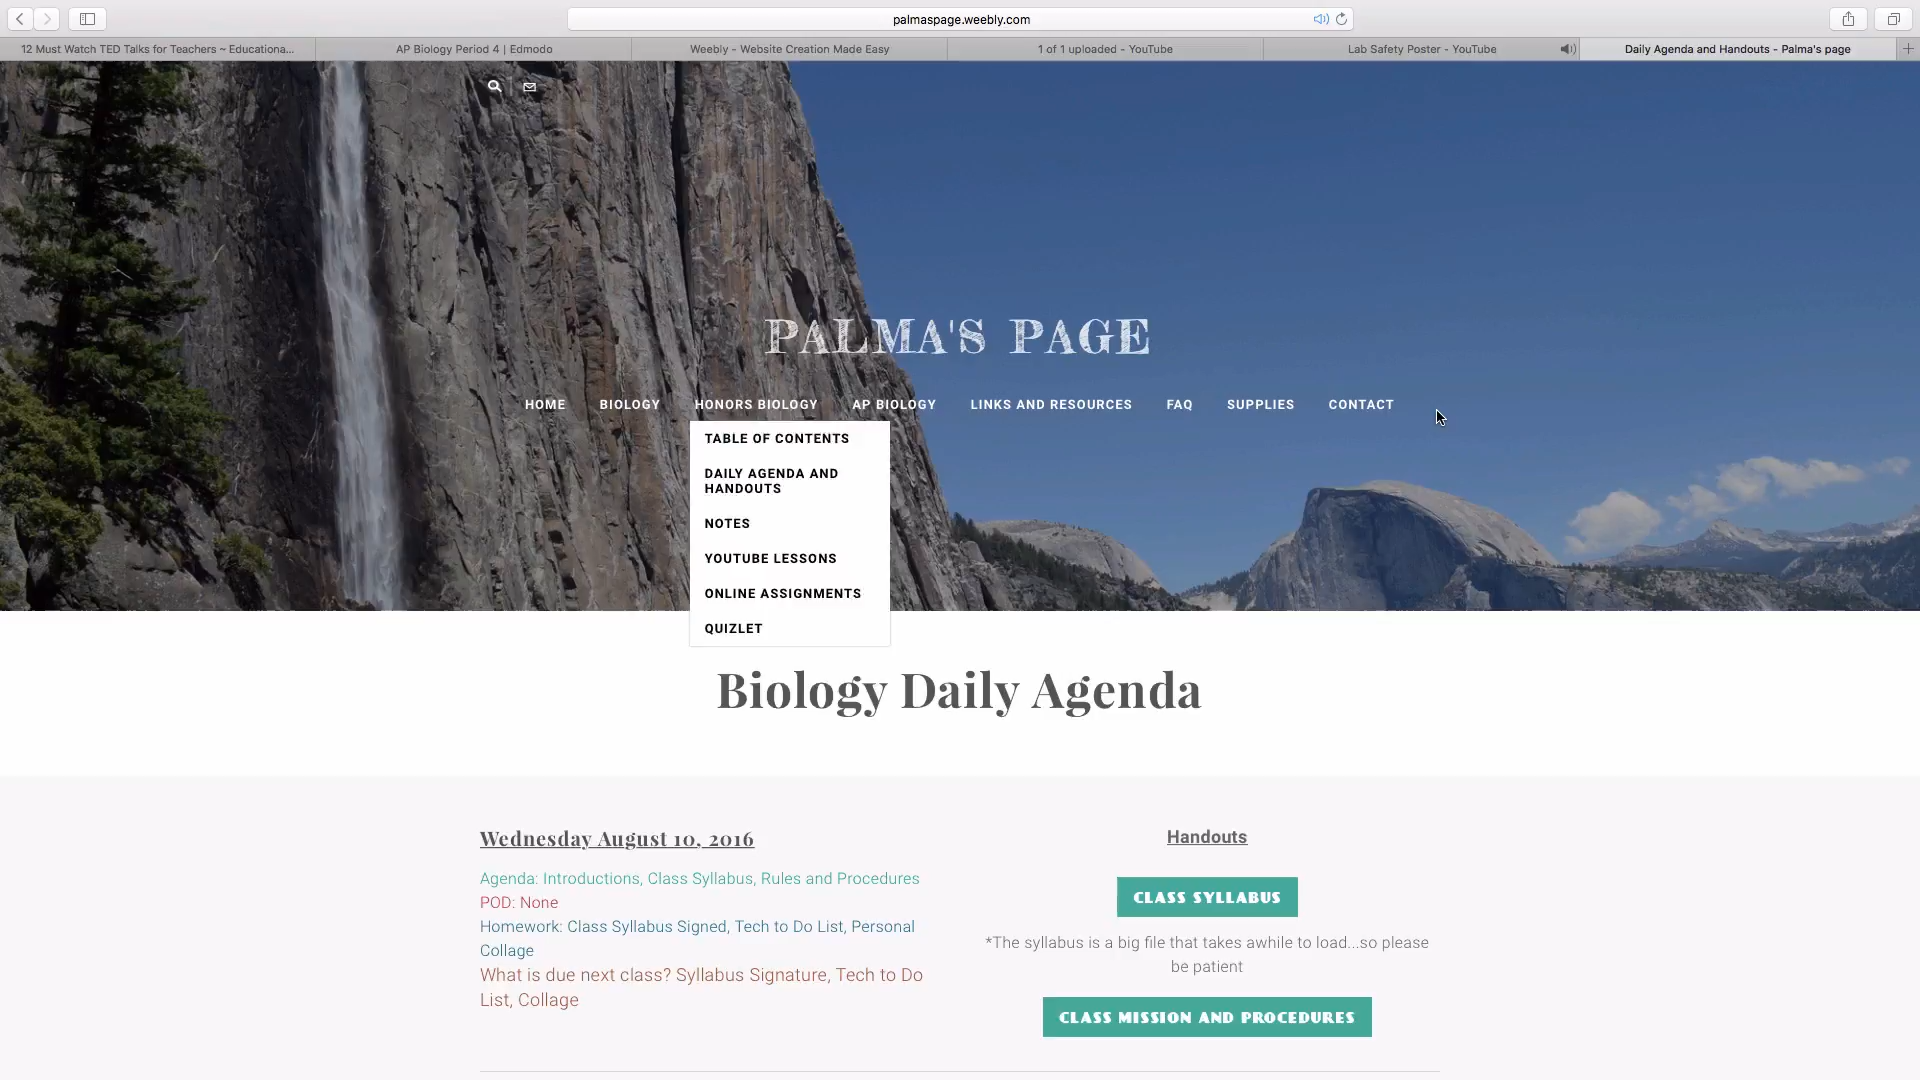 palmaspage.weebly.com
12 Must Watch TED Talks for Teachers ~ Educationa...
AP Biology Period 4 | Edmodo
Weebly - Website Creation Made Easy
1 of 1 uploaded - YouTube
Lab Safety Poster - YouTube
Daily Agenda and Handouts - Palma's page
PALMA'S PAGE
HOME BIOLOGY HONORS BIOLOGY AP BIOLOGY LINKS AND RESOURCES FAQ SUPPLIES CONTACT
TABLE OF CONTENTS
DAILY AGENDA AND
HANDOUTS
NOTES
YOUTUBE LESSONS
ONLINE ASSIGNMENTS
QUIZLET
Biology Daily Agenda
Wednesday August 10, 2016
Agenda: Introductions, Class Syllabus, Rules and Procedures
POD: None
Homework: Class Syllabus Signed, Tech to Do List, Personal
Collage
What is due next class? Syllabus Signature, Tech to Do
List, Collage
Handouts
CLASS SYLLABUS
*The syllabus is a big file that takes awhile to load...so please
be patient
CLASS MISSION AND PROCEDURES